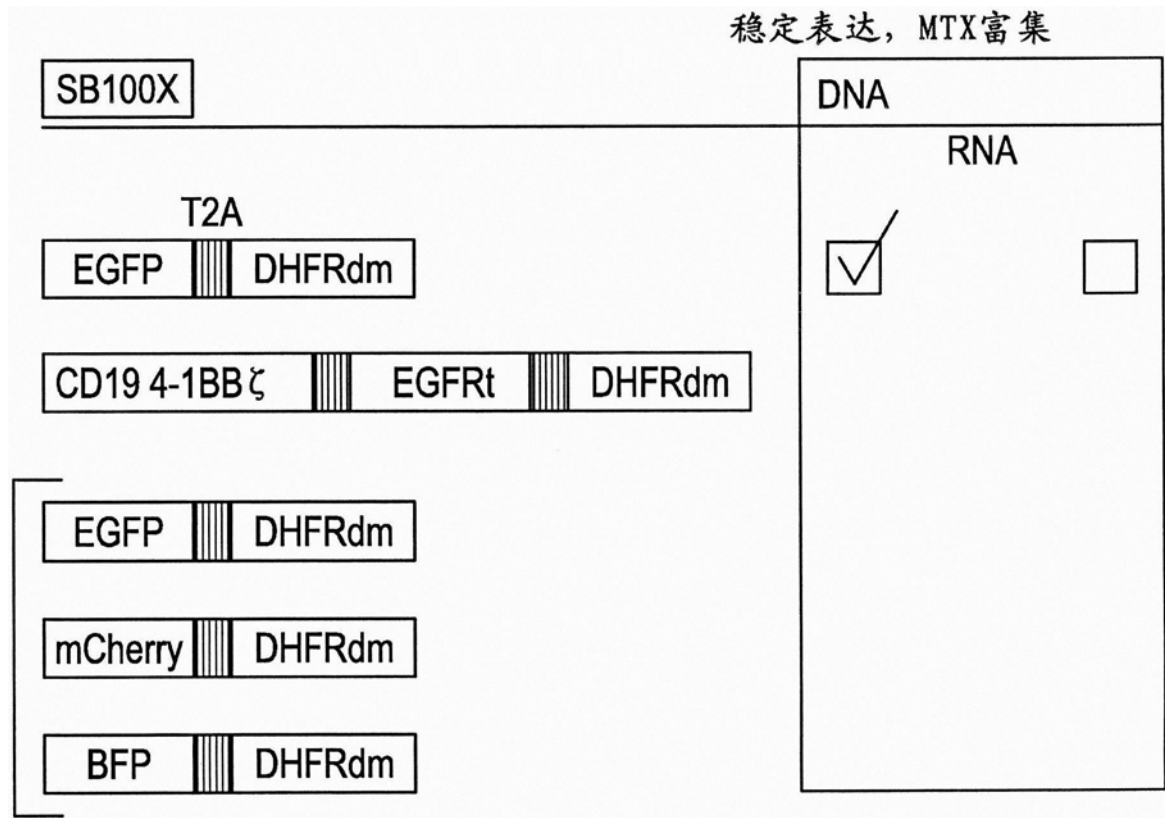 稳定表达，MTX富集
SB100X
DNA
RNA
T2A
EGFP DHFRdm
CD19 4-1BBζ EGFRt DHFRdm
EGFP DHFRdm
mCherry DHFRdm
BFP DHFRdm